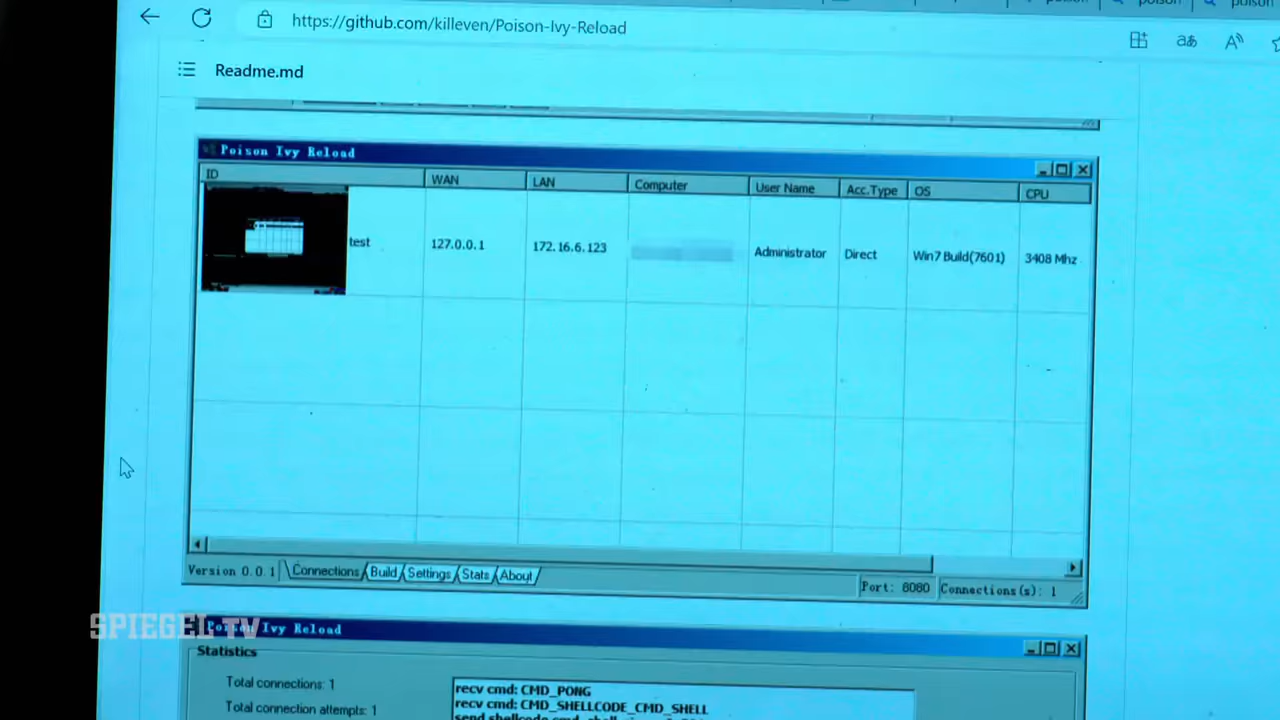 poison
poison
https://github.com/killeven/Poison-Ivy-Reload
Readme.md
Poison Ivy Reload
ID WAN LAN Computer User Name Acc.Type OS CPU
test 127.0.0.1 172.16.6.123 Administrator Direct Win7 Build(7601) 3408 Mhz
Version 0.0.1 Connections Build Settings Stats About Port: 8080 Connections(s): 1
SPIEGEL TV
Poison Ivy Reload
Statistics
Total connections: 1
Total connection attempts: 1
recv cmd: CMD_PONG
recv cmd: CMD_SHELLCODE_CMD_SHELL